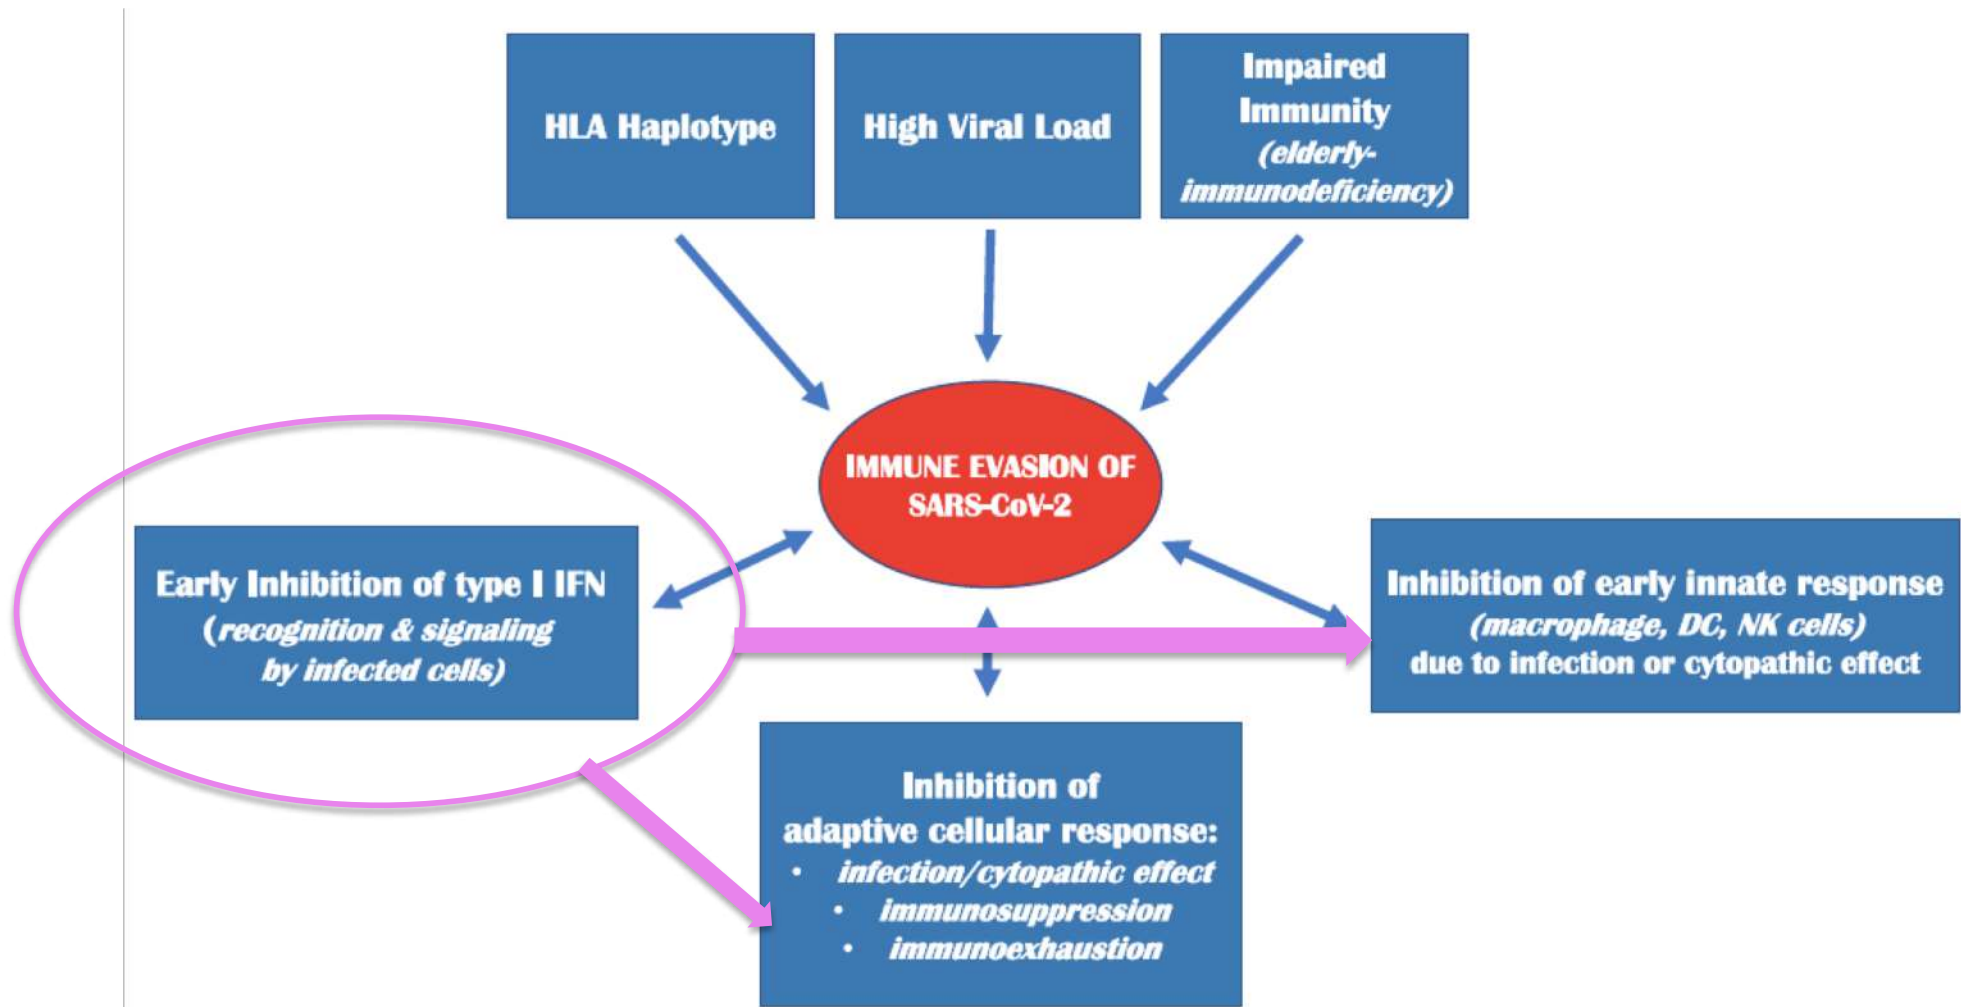 HLA Haplotype
High Viral Load
Impaired
Immunity
(elderly-
immunodeficiency)
IMMUNE EVASION OF
SARS-CoV-2
Early Inhibition of type I IFN
(recognition & signaling
by infected cells)
Inhibition of early innate response
(macrophage, DC, NK cells)
due to infection or cytopathic effect
Inhibition of
adaptive cellular response:
• infection/cytopathic effect
• immunosuppression
• immunoexhaustion